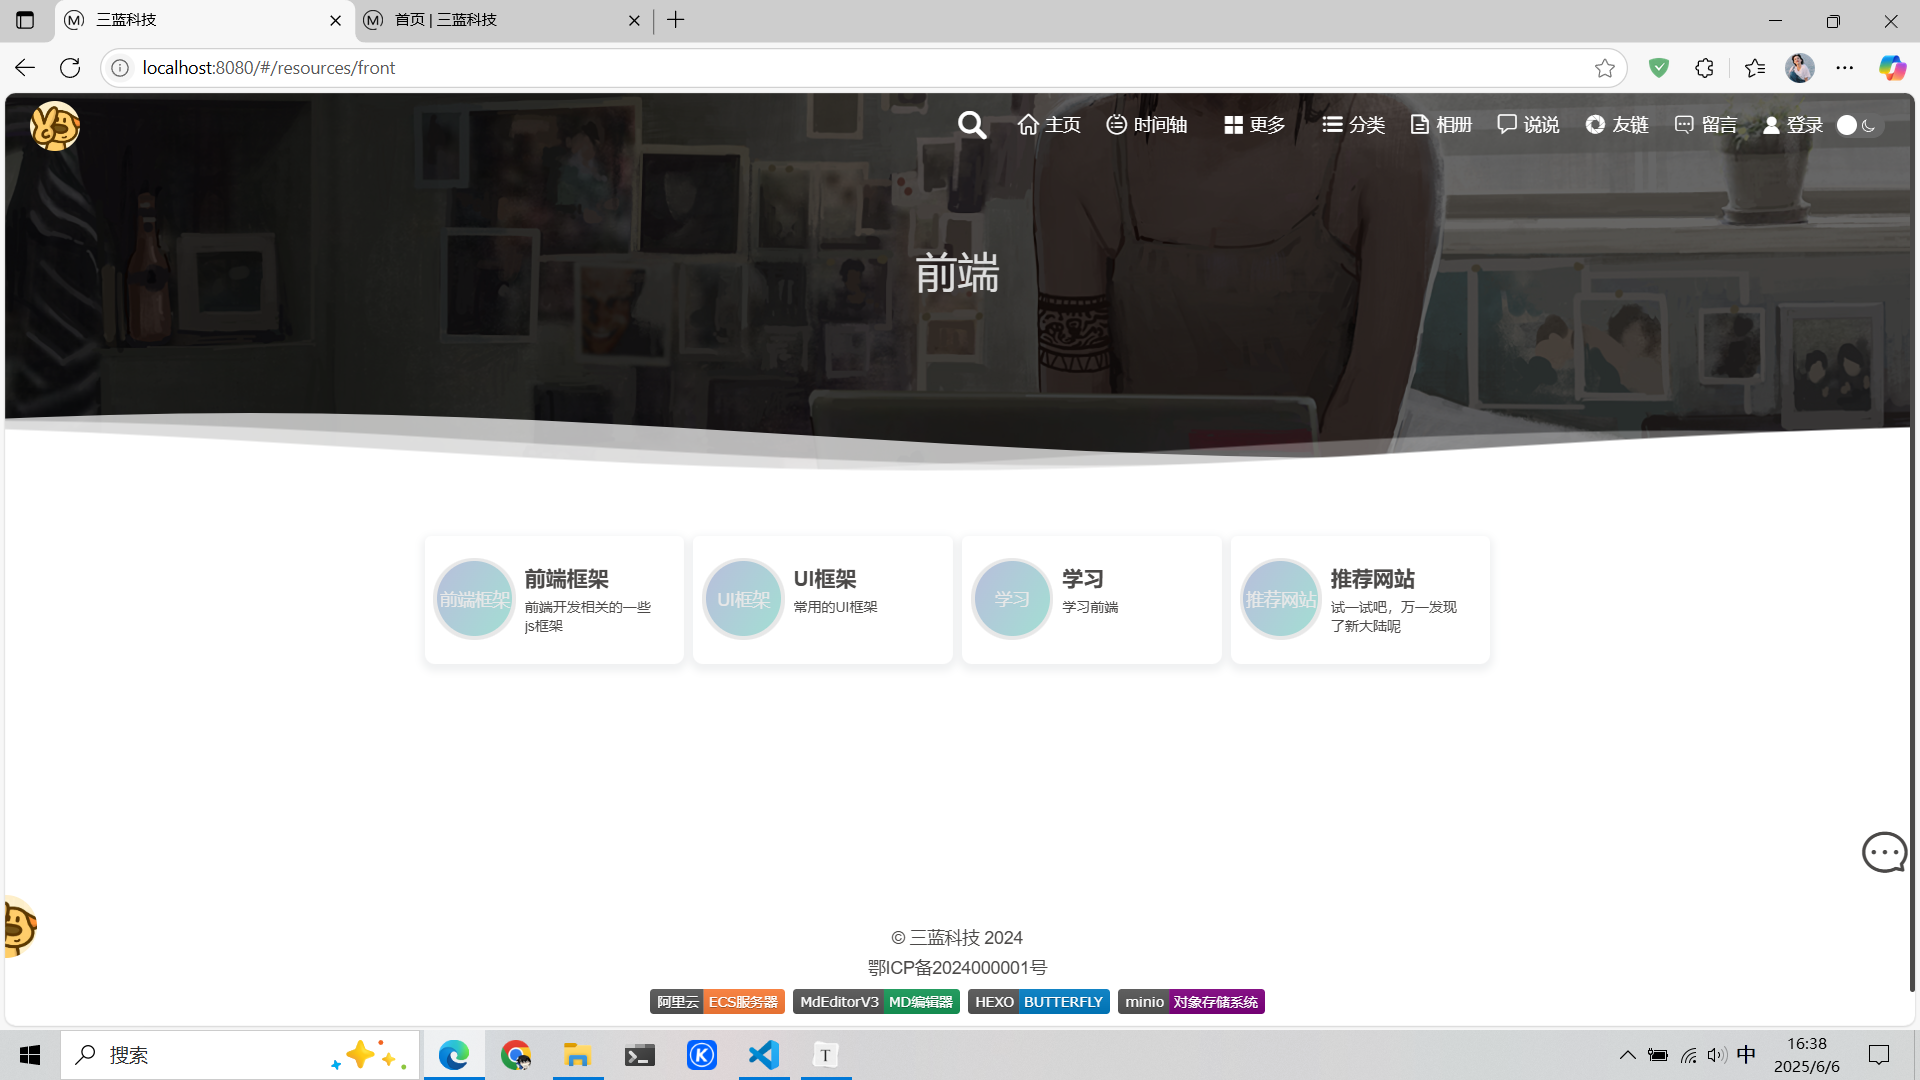 三蓝科技
首页 | 三蓝科技
localhost:8080/#/resources/front
主页 时间轴 更多 分类 相册 说说 友链 留言 登录
前端
前端框架
前端框架
前端开发相关的一些
js框架
UI框架
UI框架
常用的UI框架
学习
学习
学习前端
推荐网站
推荐网站
试一试吧，万一发现
了新大陆呢
© 三蓝科技 2024
鄂ICP备2024000001号
阿里云 ECS服务器 MdEditorV3 MD编辑器 HEXO BUTTERFLY minio 对象存储系统
搜索
T
中
16:38
2025/6/6